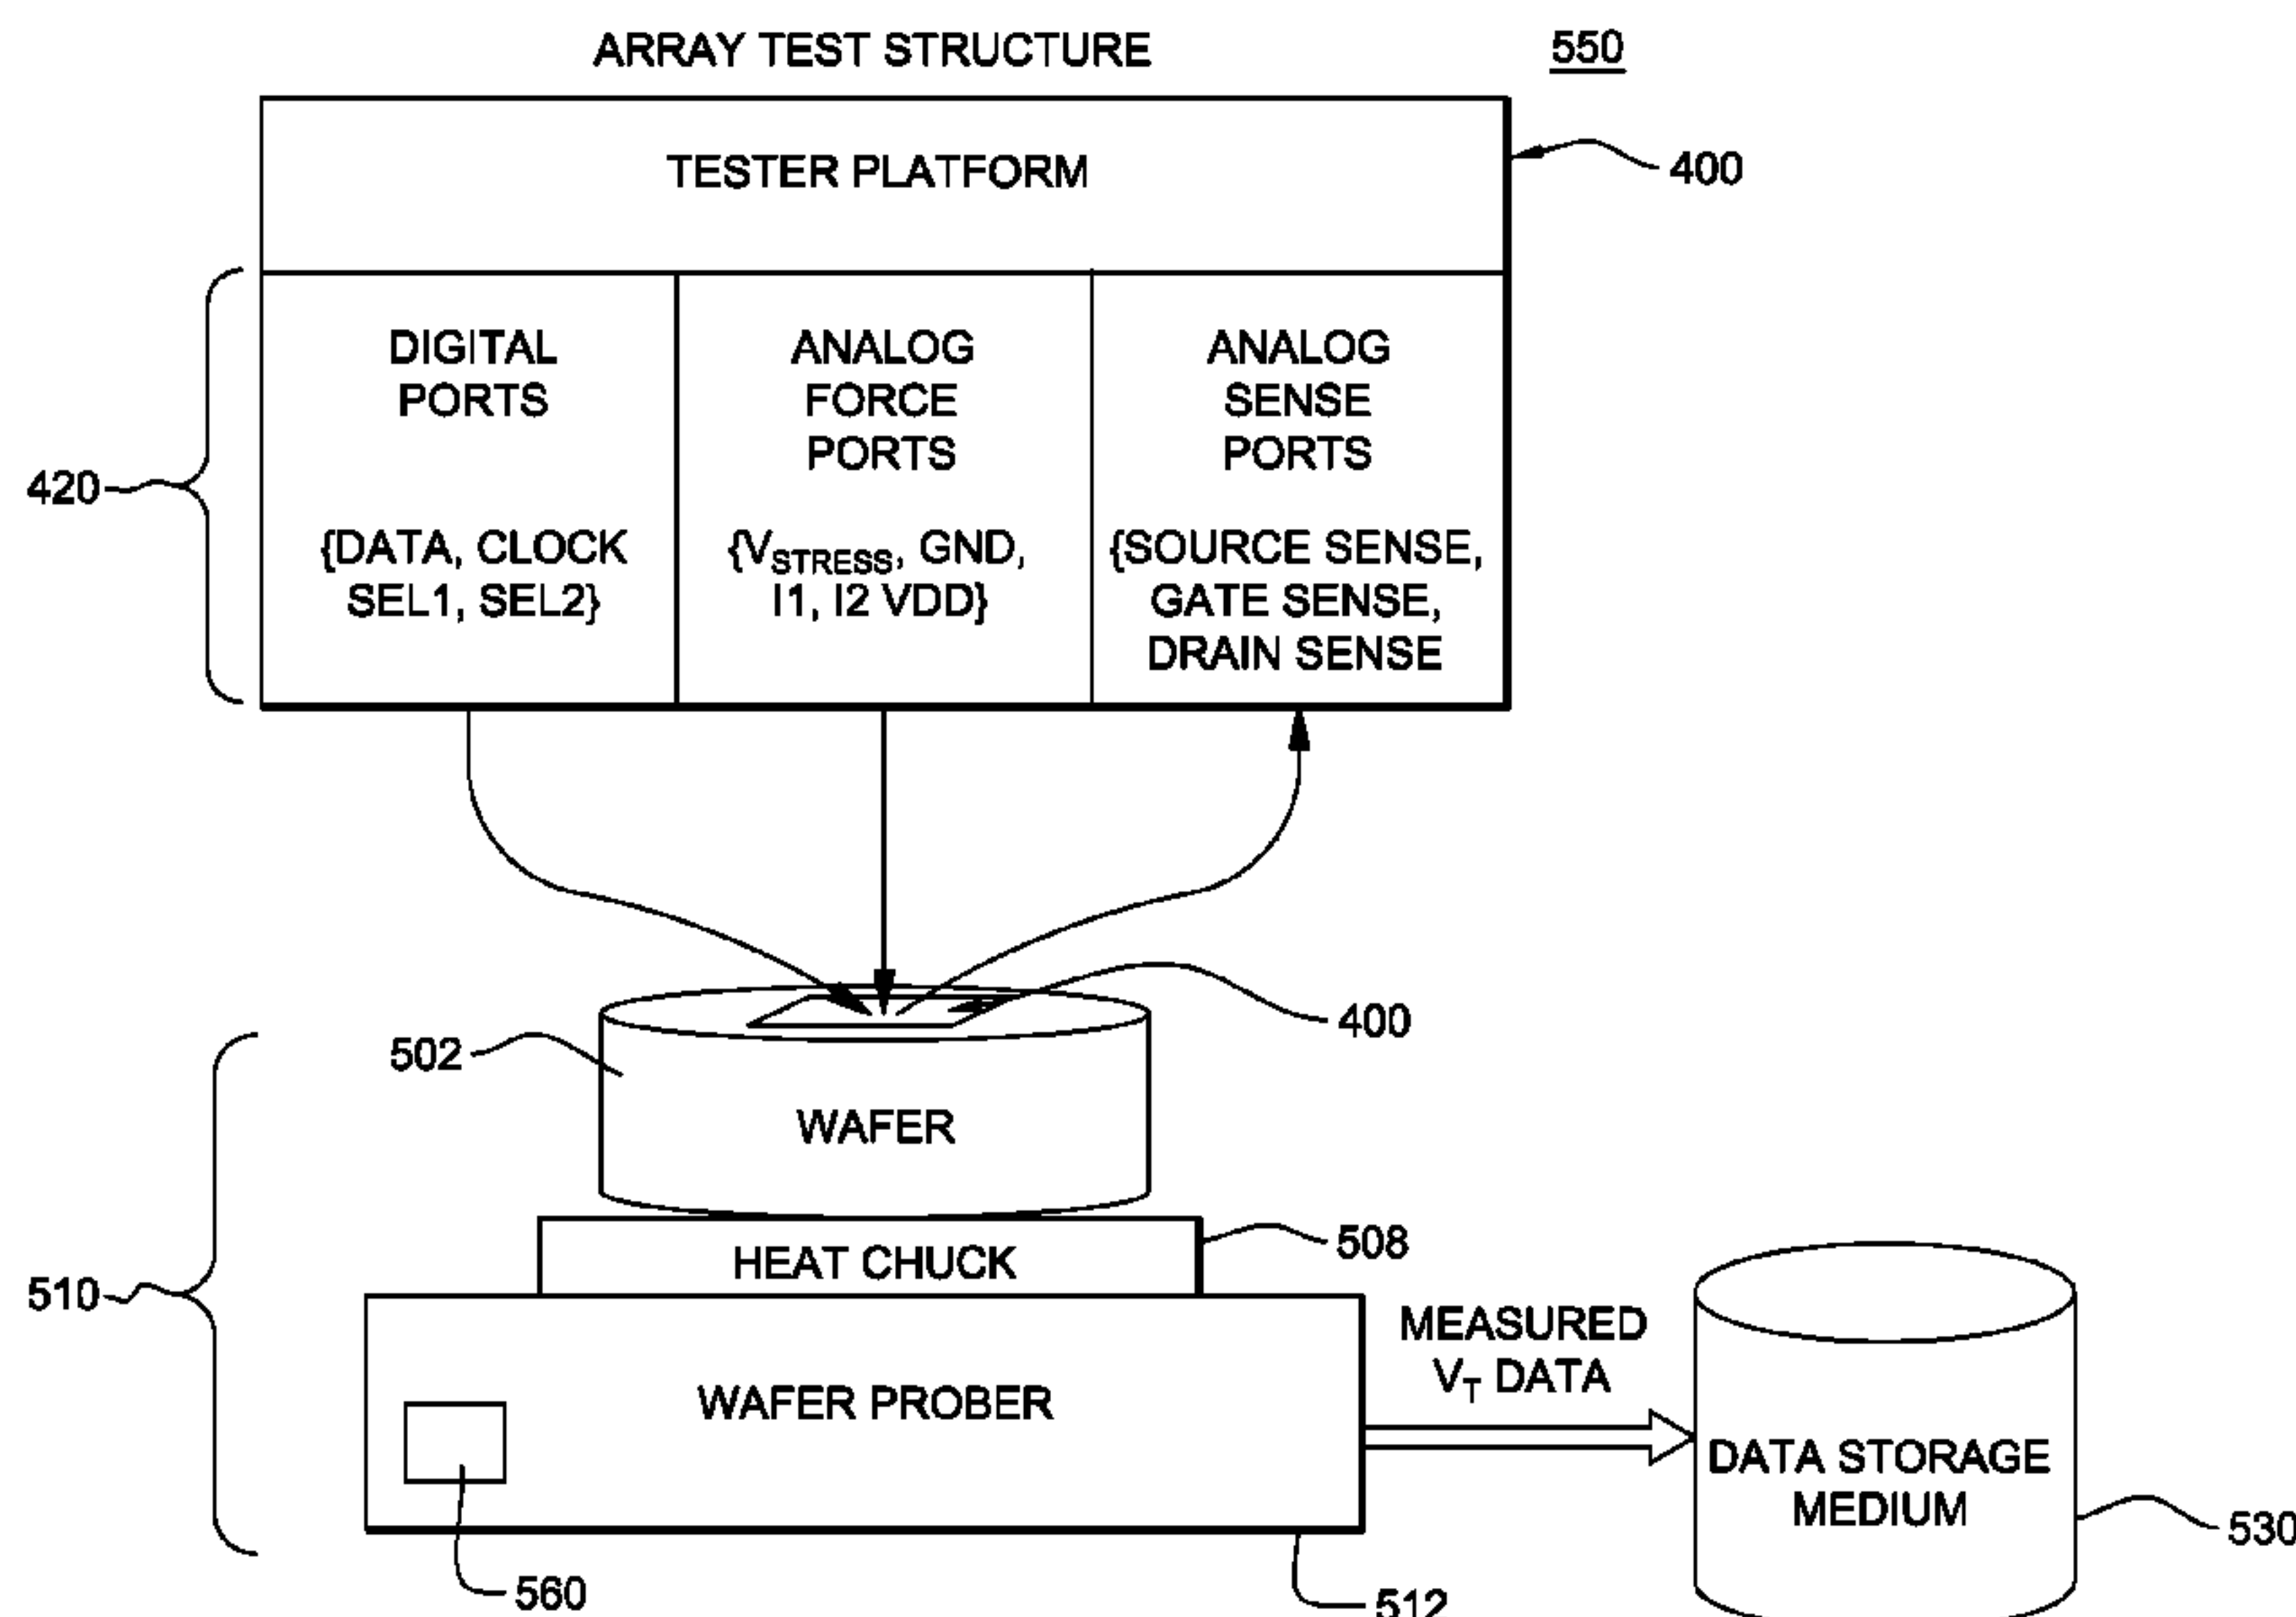 ARRAY TEST STRUCTURE
550
TESTER PLATFORM
400
DIGITAL
PORTS
{DATA, CLOCK
SEL1, SEL2}
ANALOG
FORCE
PORTS
{VSTRESS, GND,
I1, I2 VDD}
ANALOG
SENSE
PORTS
{SOURCE SENSE,
GATE SENSE,
DRAIN SENSE
420
400
502
WAFER
508
HEAT CHUCK
510
WAFER PROBER
MEASURED
VT DATA
DATA STORAGE
MEDIUM
530
560
512